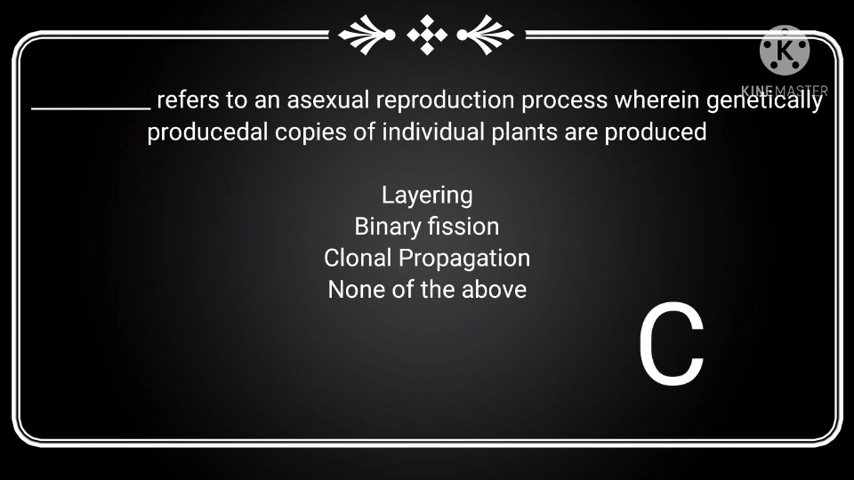 K
KINEMASTER
__________ refers to an asexual reproduction process wherein genetically
producedal copies of individual plants are produced
Layering
Binary fission
Clonal Propagation
None of the above
C